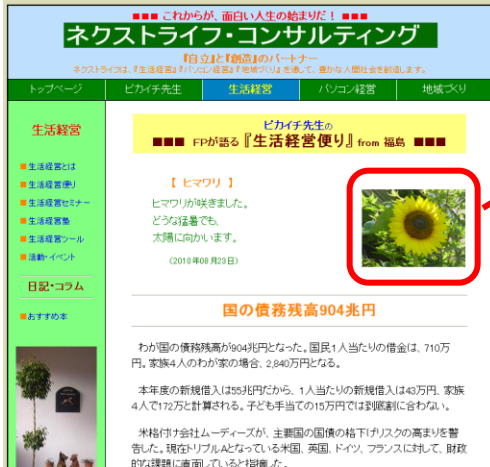 ■■■ これからが、面白い人生の始まりだ！ ■■■
ネクストライフ・コンサルティング
『自立』と『創造』のパートナー
ネクストライフは、『生活経営』『パソコン経営』『地域づくり』を通して、豊かな人間社会を創造します。
トップページ ピカイチ先生 生活経営 パソコン経営 地域づくり
生活経営
■生活経営とは
■生活経営便り
■生活経営セミナー
■生活経営塾
■生活経営ツール
■活動・イベント
日記・コラム
■おすすめ本
ピカイチ先生の
■■■ FPが語る『生活経営便り』from 福島 ■■■
【 ヒマワリ 】
ヒマワリが咲きました。
どうな猛暑でも、
太陽に向かいます。
（2010年08月23日）
国の債務残高904兆円
わが国の債務残高が904兆円となった。国民1人当たりの借金は、710万
円。家族4人のわが家の場合、2,840万円となる。
本年度の新規借入は55兆円だから、1人当たりの新規借入は43万円、家族
4人で172万と計算される。子ども手当ての15万円では到底割に合わない。
米格付け会社ムーディーズが、主要国の国債の格下げリスクの高まりを警
告した。現在トリプルAとなっている米国、英国、ドイツ、フランスに対して、財政
的な課題に直面していると指摘した。